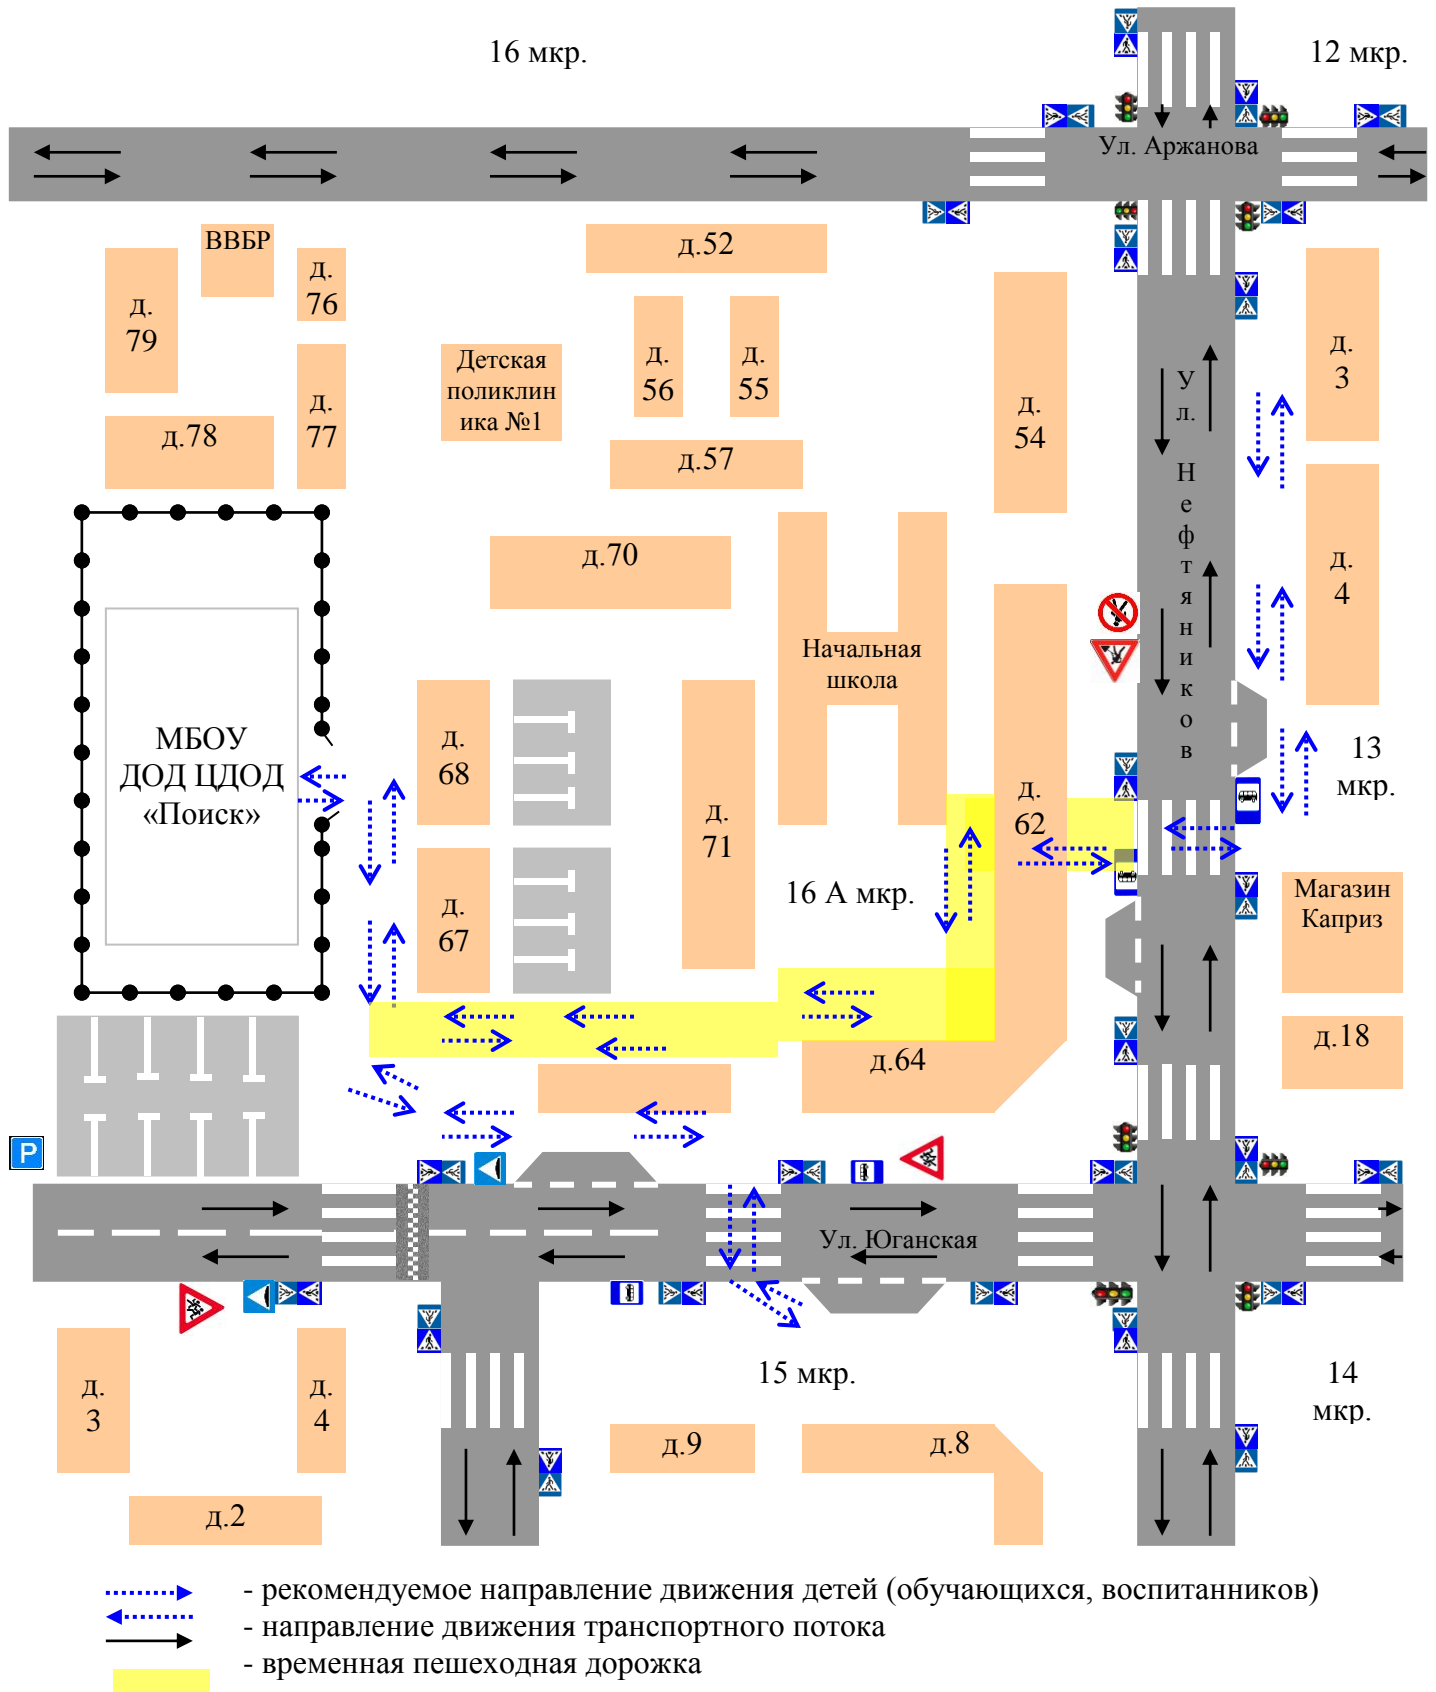 16 мкр.
12 мкр.
Ул. Аржанова
ВВБР
д.52
д.
76
д.
79
д.
56
д.
55
Детская
поликлин
ика №1
д.
3
Ул.
Нефтяников
д.
77
д.
54
д.78
д.57
д.70
д.
4
Начальная
школа
МБОУ
ДОД ЦДОД
«Поиск»
д.
68
13
мкр.
д.
62
д.
71
д.
67
16 А мкр.
Магазин
Каприз
д.18
д.64
P
Ул. Юганская
15 мкр.
14
мкр.
д.
3
д.
4
д.9
д.8
д.2
- рекомендуемое направление движения детей (обучающихся, воспитанников)
- направление движения транспортного потока
- временная пешеходная дорожка